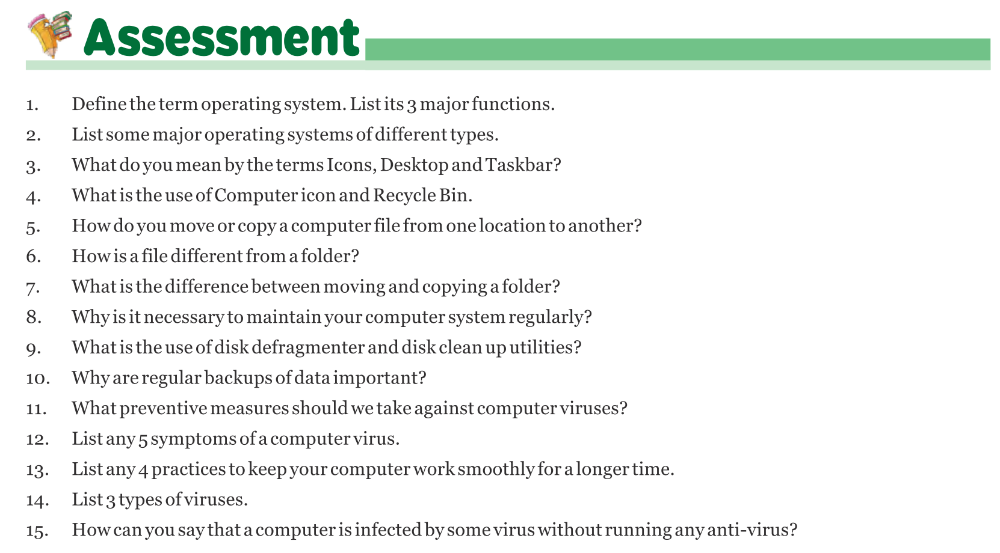 Assessment
1. Define the term operating system. List its 3 major functions.
2. List some major operating systems of different types.
3. What do you mean by the terms Icons, Desktop and Taskbar?
4. What is the use of Computer icon and Recycle Bin.
5. How do you move or copy a computer file from one location to another?
6. How is a file different from a folder?
7. What is the difference between moving and copying a folder?
8. Why is it necessary to maintain your computer system regularly?
9. What is the use of disk defragmenter and disk clean up utilities?
10. Why are regular backups of data important?
11. What preventive measures should we take against computer viruses?
12. List any 5 symptoms of a computer virus.
13. List any 4 practices to keep your computer work smoothly for a longer time.
14. List 3 types of viruses.
15. How can you say that a computer is infected by some virus without running any anti-virus?